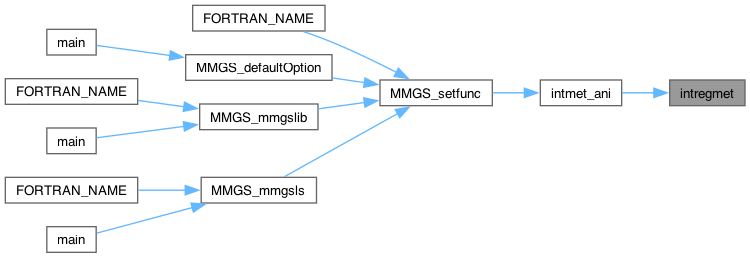 FORTRAN_NAME
main
MMGS_defaultOption
FORTRAN_NAME
MMGS_setfunc
intmet_ani
intregmet
MMGS_mmgslib
main
FORTRAN_NAME
MMGS_mmgsls
main